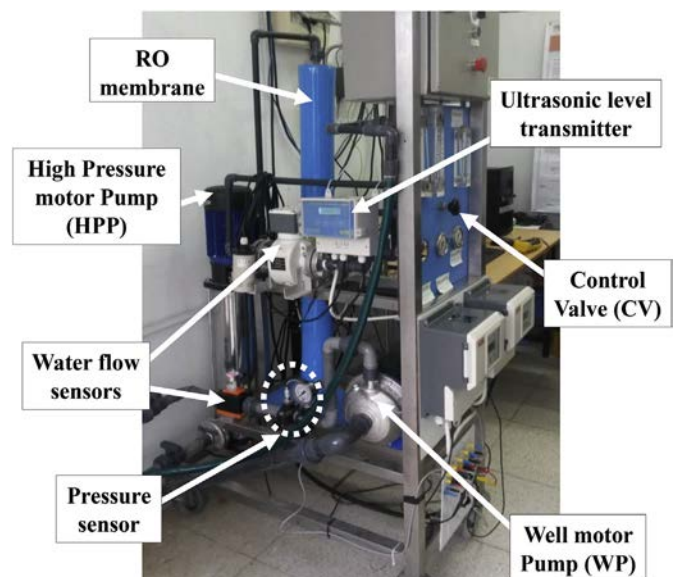 RO
membrane
Ultrasonic level
transmitter
High Pressure
motor Pump
(HPP)
Control
Valve (CV)
Water flow
sensors
Pressure
sensor
Well motor
Pump (WP)